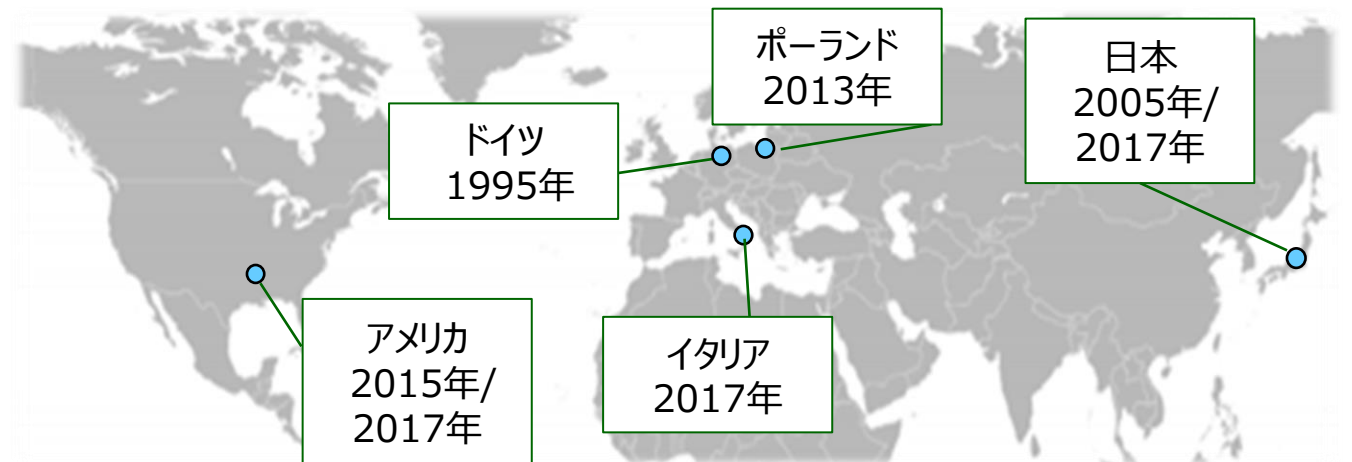 ポーランド
2013年
日本
2005年/
2017年
ドイツ
1995年
アメリカ
2015年/
2017年
イタリア
2017年